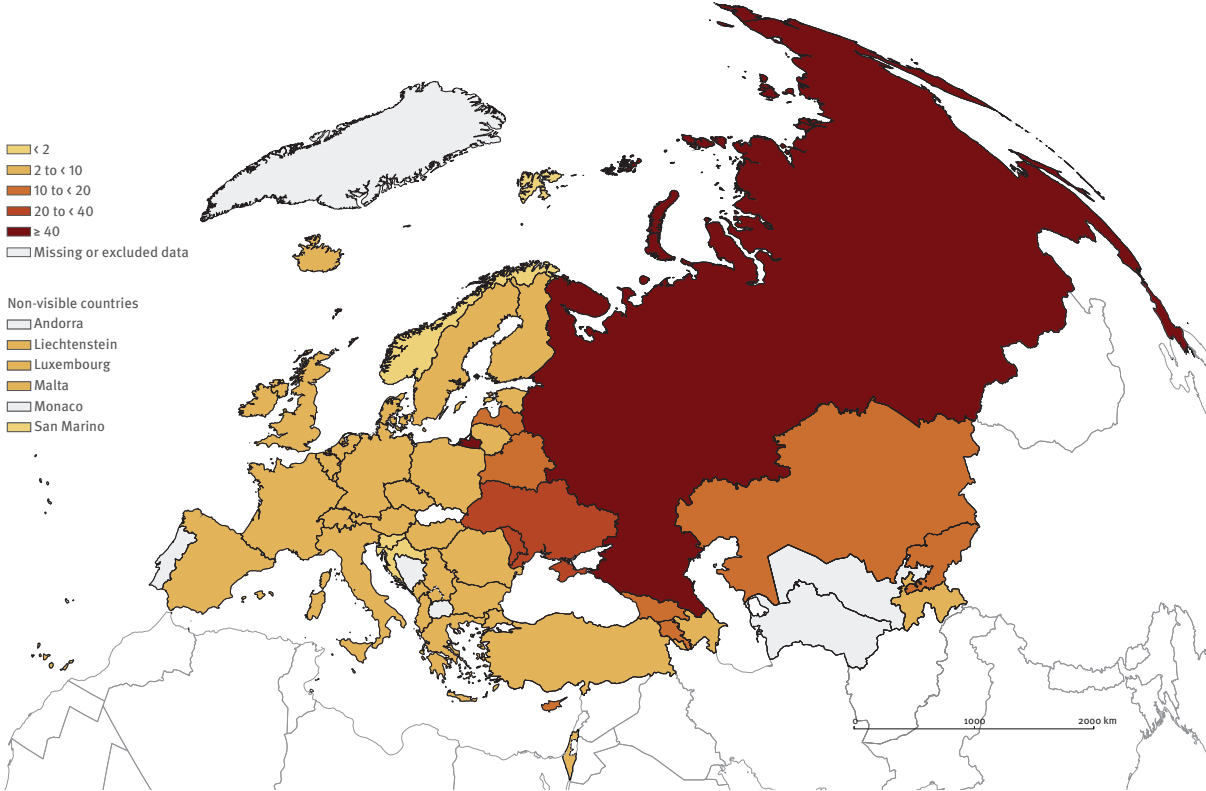 < 2
2 to < 10
10 to < 20
20 to < 40
≥ 40
Missing or excluded data
Non-visible countries
Andorra
Liechtenstein
Luxembourg
Malta
Monaco
San Marino
0 1000 2000 km